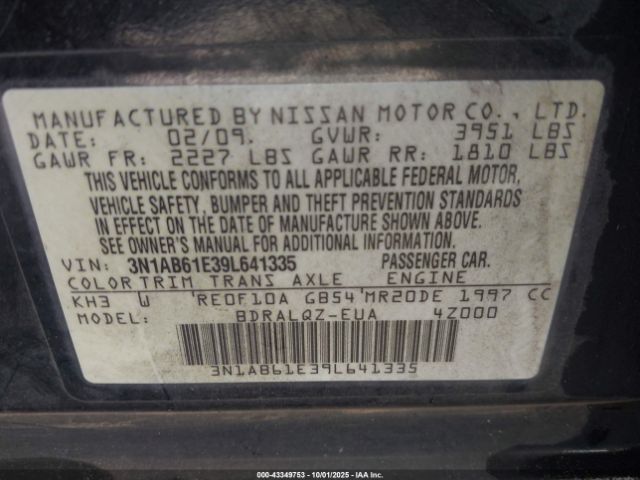 MANUFACTURED BY NISSAN MOTOR CO., LTD.
DATE: 02/09. GVWR: 3951 LBS
GAWR FR: 2227 LBS GAWR RR: 1810 LBS
THIS VEHICLE CONFORMS TO ALL APPLICABLE FEDERAL MOTOR
VEHICLE SAFETY, BUMPER AND THEFT PREVENTION STANDARDS
IN EFFECT ON THE DATE OF MANUFACTURE SHOWN ABOVE.
SEE OWNER'S MANUAL FOR ADDITIONAL INFORMATION.
VIN: 3N1AB61E39L641335 PASSENGER CAR.
COLOR TRIM TRANS AXLE ENGINE
KH3 W RE0F10A GB54 MR20DE 1997 CC
MODEL: BDRALQZ-EUA 4Z000
3N1AB61E39L641335
000-43349753 - 10/01/2025 - IAA Inc.